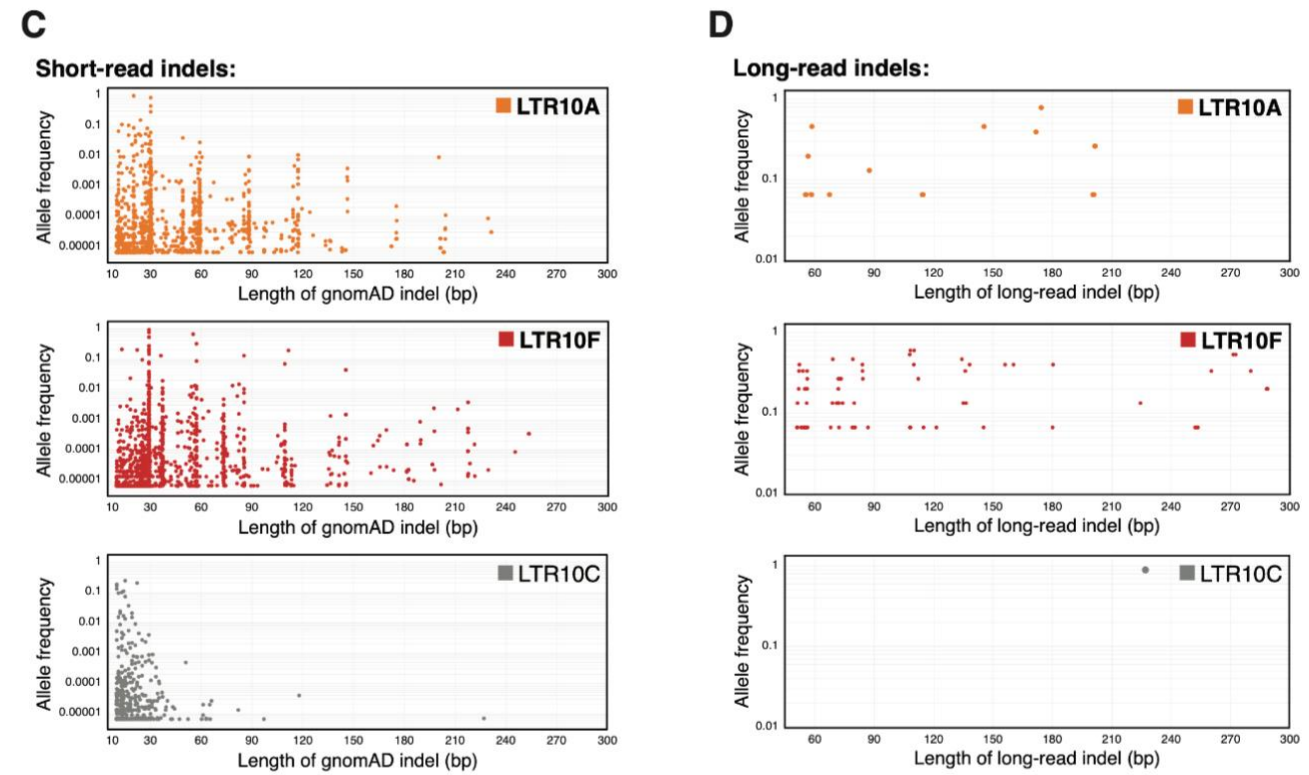 C
Short-read indels:
LTR10A
Allele frequency
1
0.1
0.01
0.001
0.0001
0.00001
10 30 60 90 120 150 180 210 240 270 300
Length of gnomAD indel (bp)
LTR10F
Allele frequency
1
0.1
0.01
0.001
0.0001
0.00001
10 30 60 90 120 150 180 210 240 270 300
Length of gnomAD indel (bp)
LTR10C
Allele frequency
1
0.1
0.01
0.001
0.0001
0.00001
10 30 60 90 120 150 180 210 240 270 300
Length of gnomAD indel (bp)
D
Long-read indels:
LTR10A
Allele frequency
1
0.1
0.01
60 90 120 150 180 210 240 270 300
Length of long-read indel (bp)
LTR10F
Allele frequency
1
0.1
0.01
60 90 120 150 180 210 240 270 300
Length of long-read indel (bp)
LTR10C
Allele frequency
1
0.1
0.01
60 90 120 150 180 210 240 270 300
Length of long-read indel (bp)